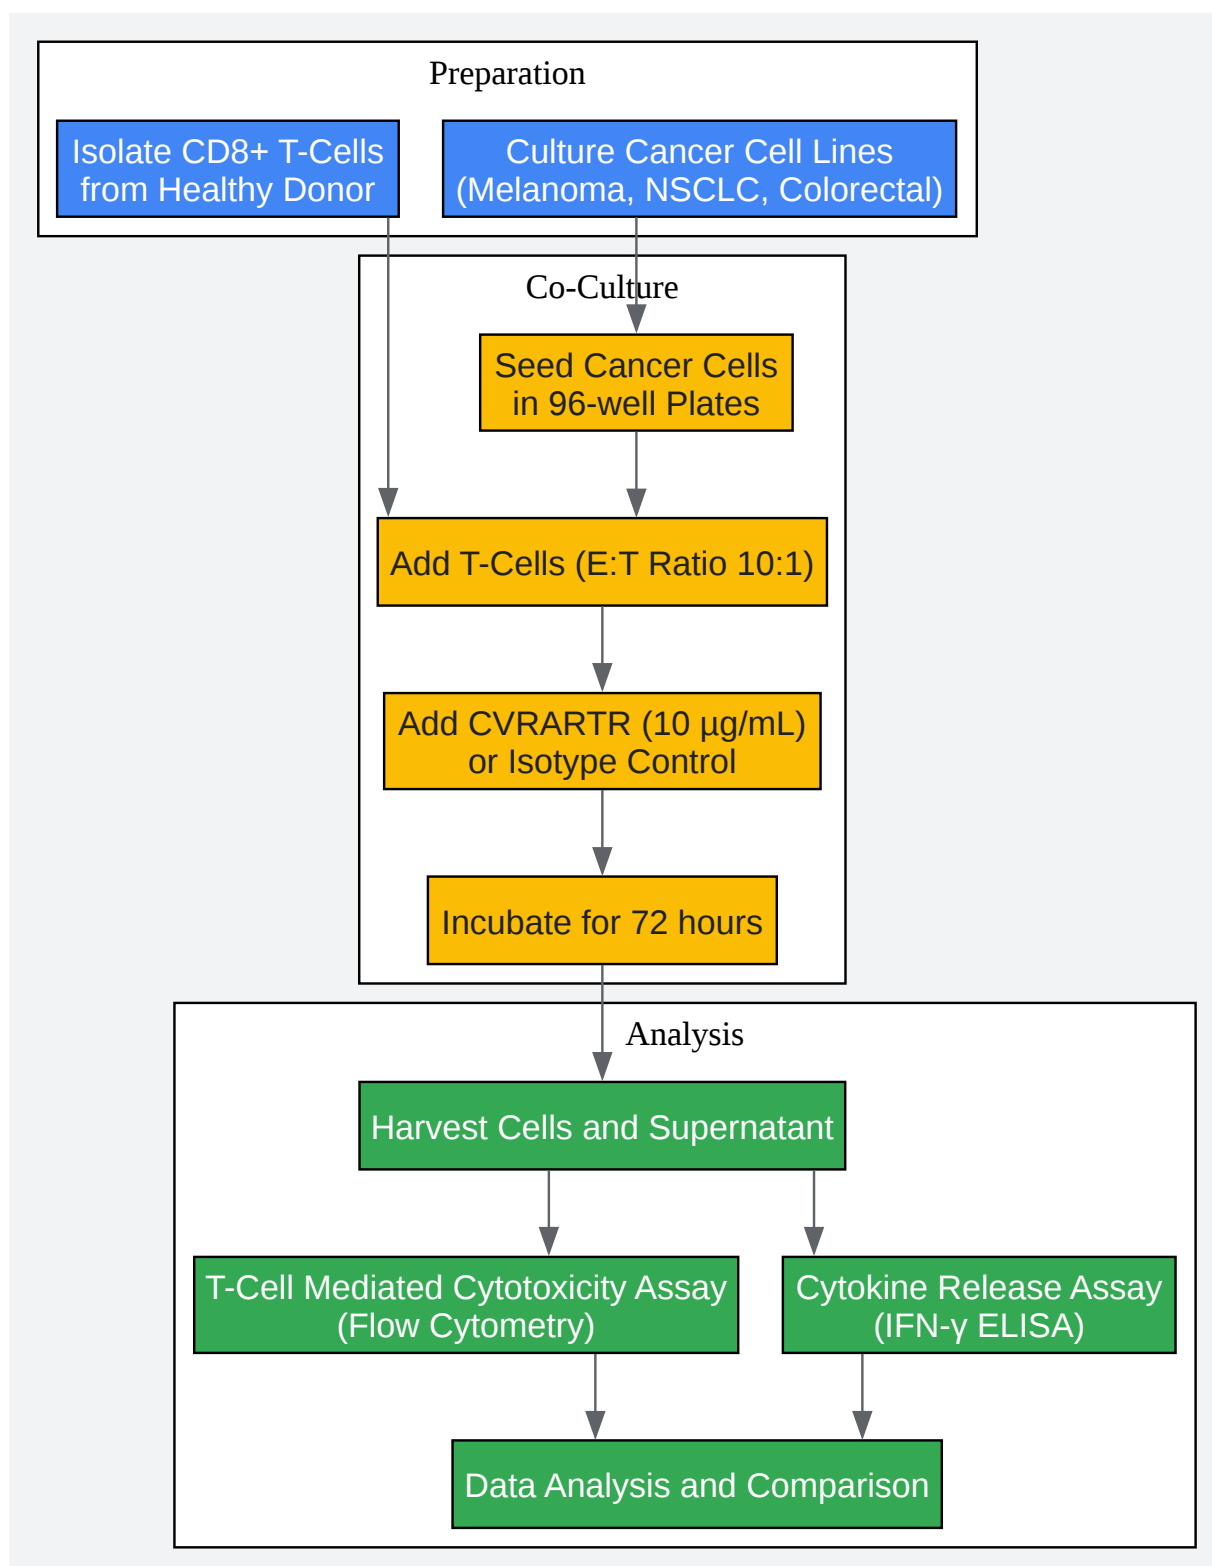 Preparation
Isolate CD8+ T-Cells
from Healthy Donor
Culture Cancer Cell Lines
(Melanoma, NSCLC, Colorectal)
Co-Culture
Seed Cancer Cells
in 96-well Plates
Add T-Cells (E:T Ratio 10:1)
Add CVRARTR (10 µg/mL)
or Isotype Control
Incubate for 72 hours
Analysis
Harvest Cells and Supernatant
T-Cell Mediated Cytotoxicity Assay
(Flow Cytometry)
Cytokine Release Assay
(IFN-γ ELISA)
Data Analysis and Comparison